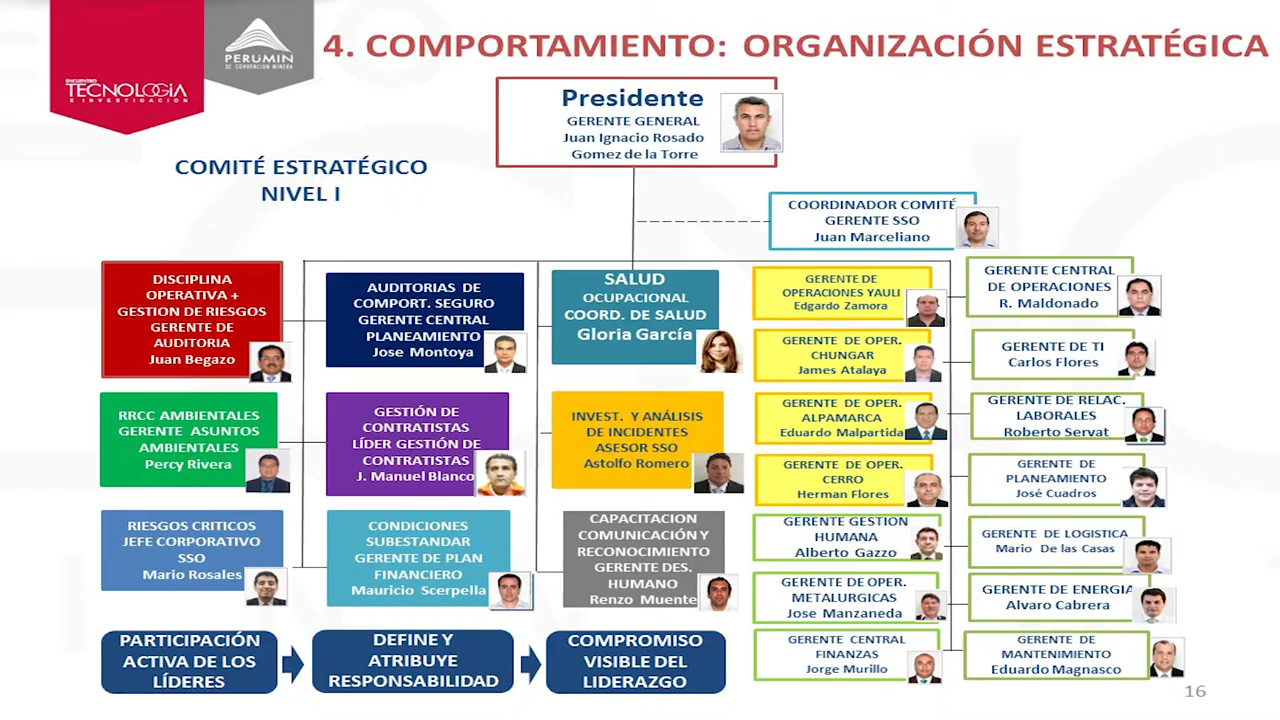 ENCUENTRO
TECNOLOGIA
E INVESTIGACIÓN
PERUMIN
32 CONVENCION MINERA
4. COMPORTAMIENTO: ORGANIZACIÓN ESTRATÉGICA
Presidente
GERENTE GENERAL
Juan Ignacio Rosado
Gomez de la Torre
COMITÉ ESTRATÉGICO
NIVEL I
COORDINADOR COMITÉ
GERENTE SSO
Juan Marceliano
DISCIPLINA
OPERATIVA +
GESTION DE RIESGOS
GERENTE DE
AUDITORIA
Juan Begazo
AUDITORIAS DE
COMPORT. SEGURO
GERENTE CENTRAL
PLANEAMIENTO
Jose Montoya
SALUD
OCUPACIONAL
COORD. DE SALUD
Gloria García
GERENTE DE
OPERACIONES YAULI
Edgardo Zamora
GERENTE CENTRAL
DE OPERACIONES
R. Maldonado
GERENTE DE OPER.
CHUNGAR
James Atalaya
GERENTE DE TI
Carlos Flores
RRCC AMBIENTALES
GERENTE ASUNTOS
AMBIENTALES
Percy Rivera
GESTIÓN DE
CONTRATISTAS
LÍDER GESTIÓN DE
CONTRATISTAS
J. Manuel Blanco
INVEST. Y ANÁLISIS
DE INCIDENTES
ASESOR SSO
Astolfo Romero
GERENTE DE OPER.
ALPAMARCA
Eduardo Malpartida
GERENTE DE RELAC.
LABORALES
Roberto Servat
GERENTE DE OPER.
CERRO
Herman Flores
GERENTE DE
PLANEAMIENTO
José Cuadros
RIESGOS CRITICOS
JEFE CORPORATIVO
SSO
Mario Rosales
CONDICIONES
SUBESTANDAR
GERENTE DE PLAN
FINANCIERO
Mauricio Scerpella
CAPACITACION
COMUNICACIÓN Y
RECONOCIMIENTO
GERENTE DES.
HUMANO
Renzo Muente
GERENTE GESTION
HUMANA
Alberto Gazzo
GERENTE DE LOGISTICA
Mario De las Casas
GERENTE DE OPER.
METALURGICAS
Jose Manzaneda
GERENTE DE ENERGIA
Alvaro Cabrera
GERENTE CENTRAL
FINANZAS
Jorge Murillo
GERENTE DE
MANTENIMIENTO
Eduardo Magnasco
PARTICIPACIÓN
ACTIVA DE LOS
LÍDERES
DEFINE Y
ATRIBUYE
RESPONSABILIDAD
COMPROMISO
VISIBLE DEL
LIDERAZGO
16